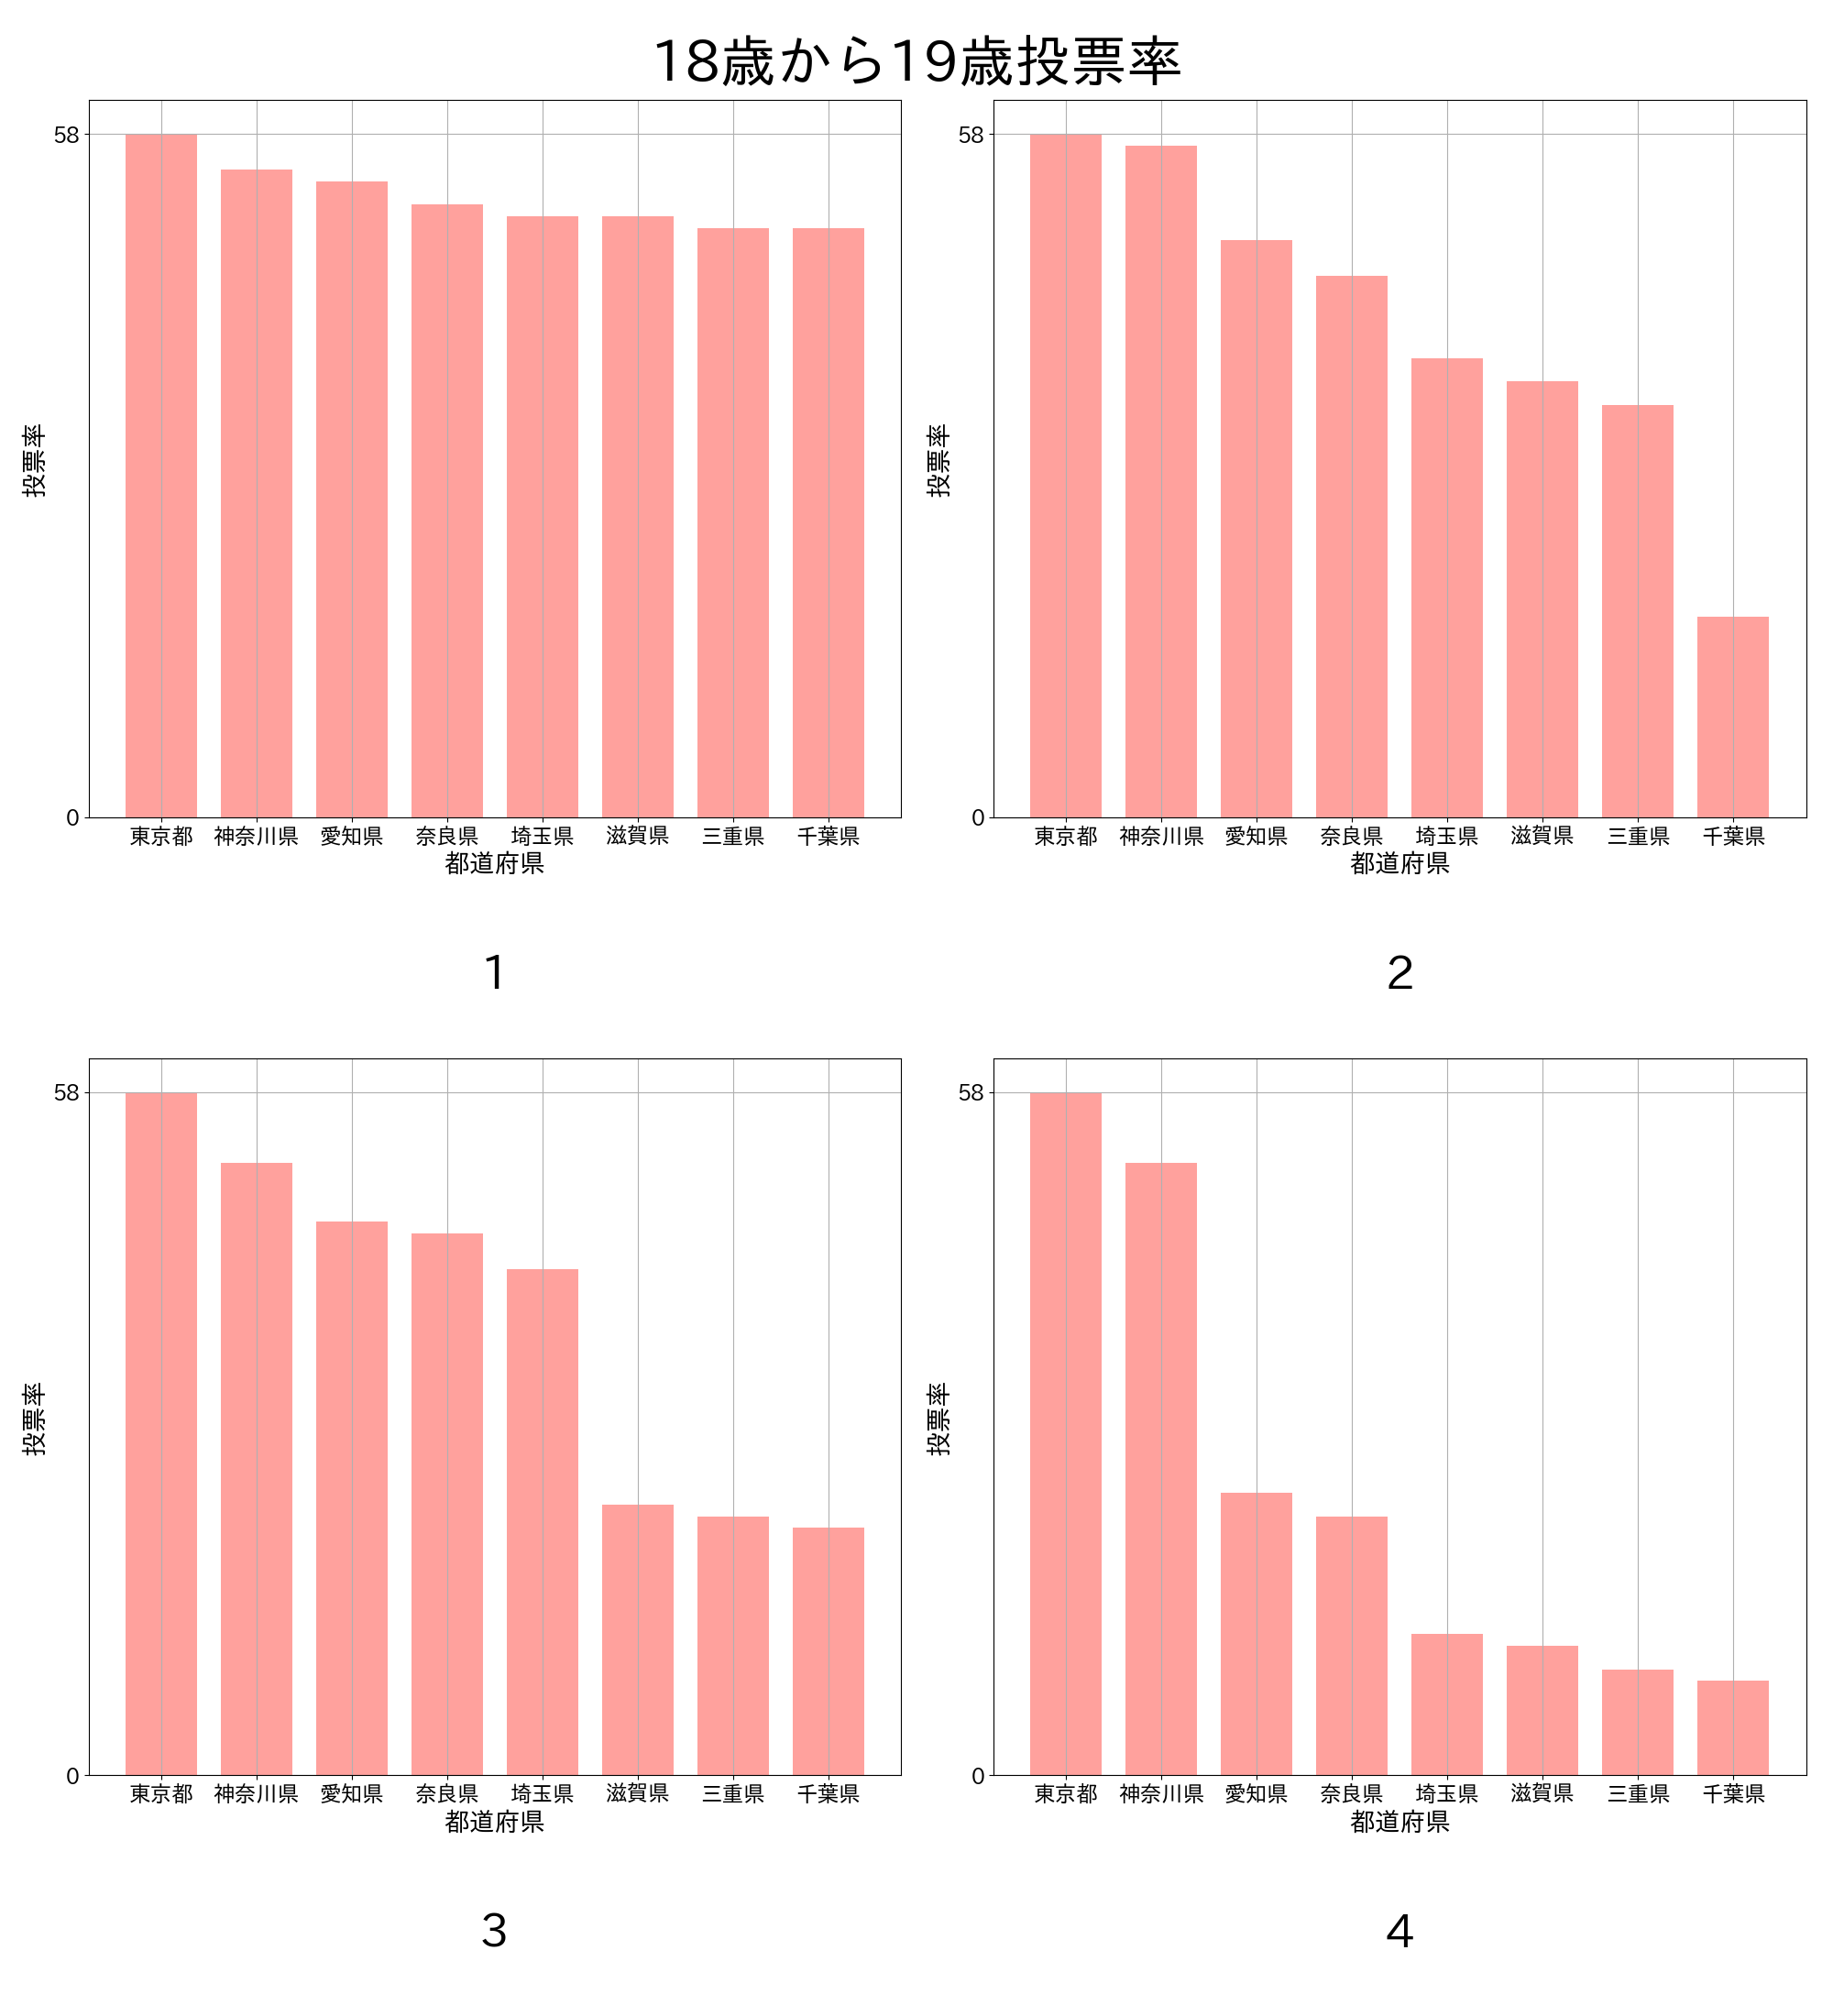 18歳から19歳投票率
58
0
投票率
東京都 神奈川県 愛知県 奈良県 埼玉県 滋賀県 三重県 千葉県
都道府県
1
58
0
投票率
東京都 神奈川県 愛知県 奈良県 埼玉県 滋賀県 三重県 千葉県
都道府県
2
58
0
投票率
東京都 神奈川県 愛知県 奈良県 埼玉県 滋賀県 三重県 千葉県
都道府県
3
58
0
投票率
東京都 神奈川県 愛知県 奈良県 埼玉県 滋賀県 三重県 千葉県
都道府県
4